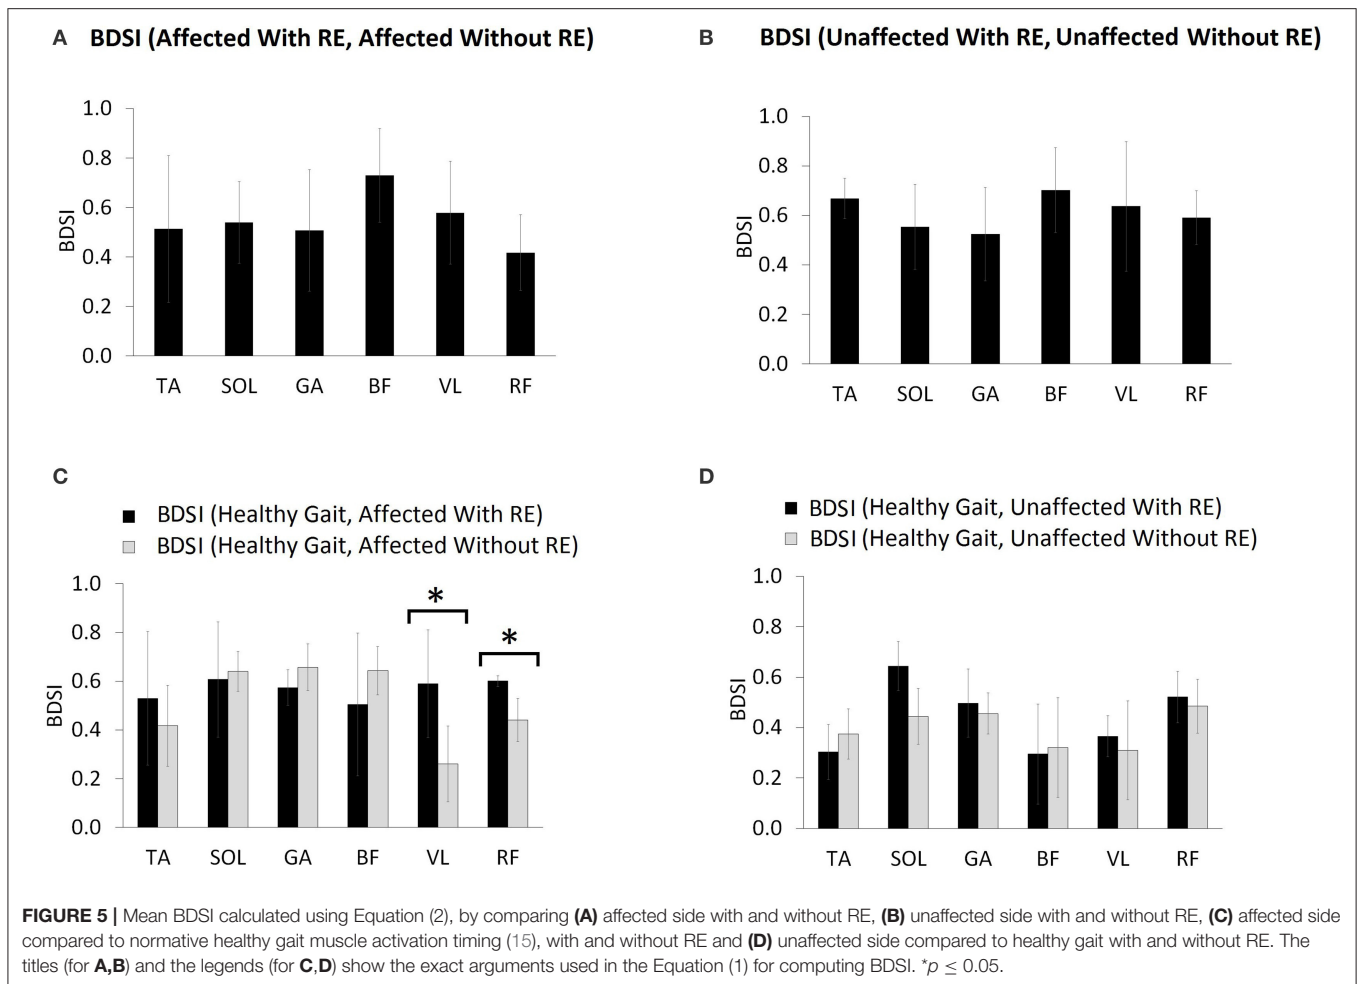 A BDSI (Affected With RE, Affected Without RE)
BDSI
1.0
0.8
0.6
0.4
0.2
0.0
TA SOL GA BF VL RF
B BDSI (Unaffected With RE, Unaffected Without RE)
BDSI
1.0
0.8
0.6
0.4
0.2
0.0
TA SOL GA BF VL RF
C
BDSI (Healthy Gait, Affected With RE)
BDSI (Healthy Gait, Affected Without RE)
BDSI
1.0
0.8
0.6
0.4
0.2
0.0
*
*
TA SOL GA BF VL RF
D
BDSI (Healthy Gait, Unaffected With RE)
BDSI (Healthy Gait, Unaffected Without RE)
BDSI
1.0
0.8
0.6
0.4
0.2
0.0
TA SOL GA BF VL RF
FIGURE 5 | Mean BDSI calculated using Equation (2), by comparing (A) affected side with and without RE, (B) unaffected side with and without RE, (C) affected side
compared to normative healthy gait muscle activation timing (15), with and without RE and (D) unaffected side compared to healthy gait with and without RE. The
titles (for A,B) and the legends (for C,D) show the exact arguments used in the Equation (1) for computing BDSI. *p ≤ 0.05.